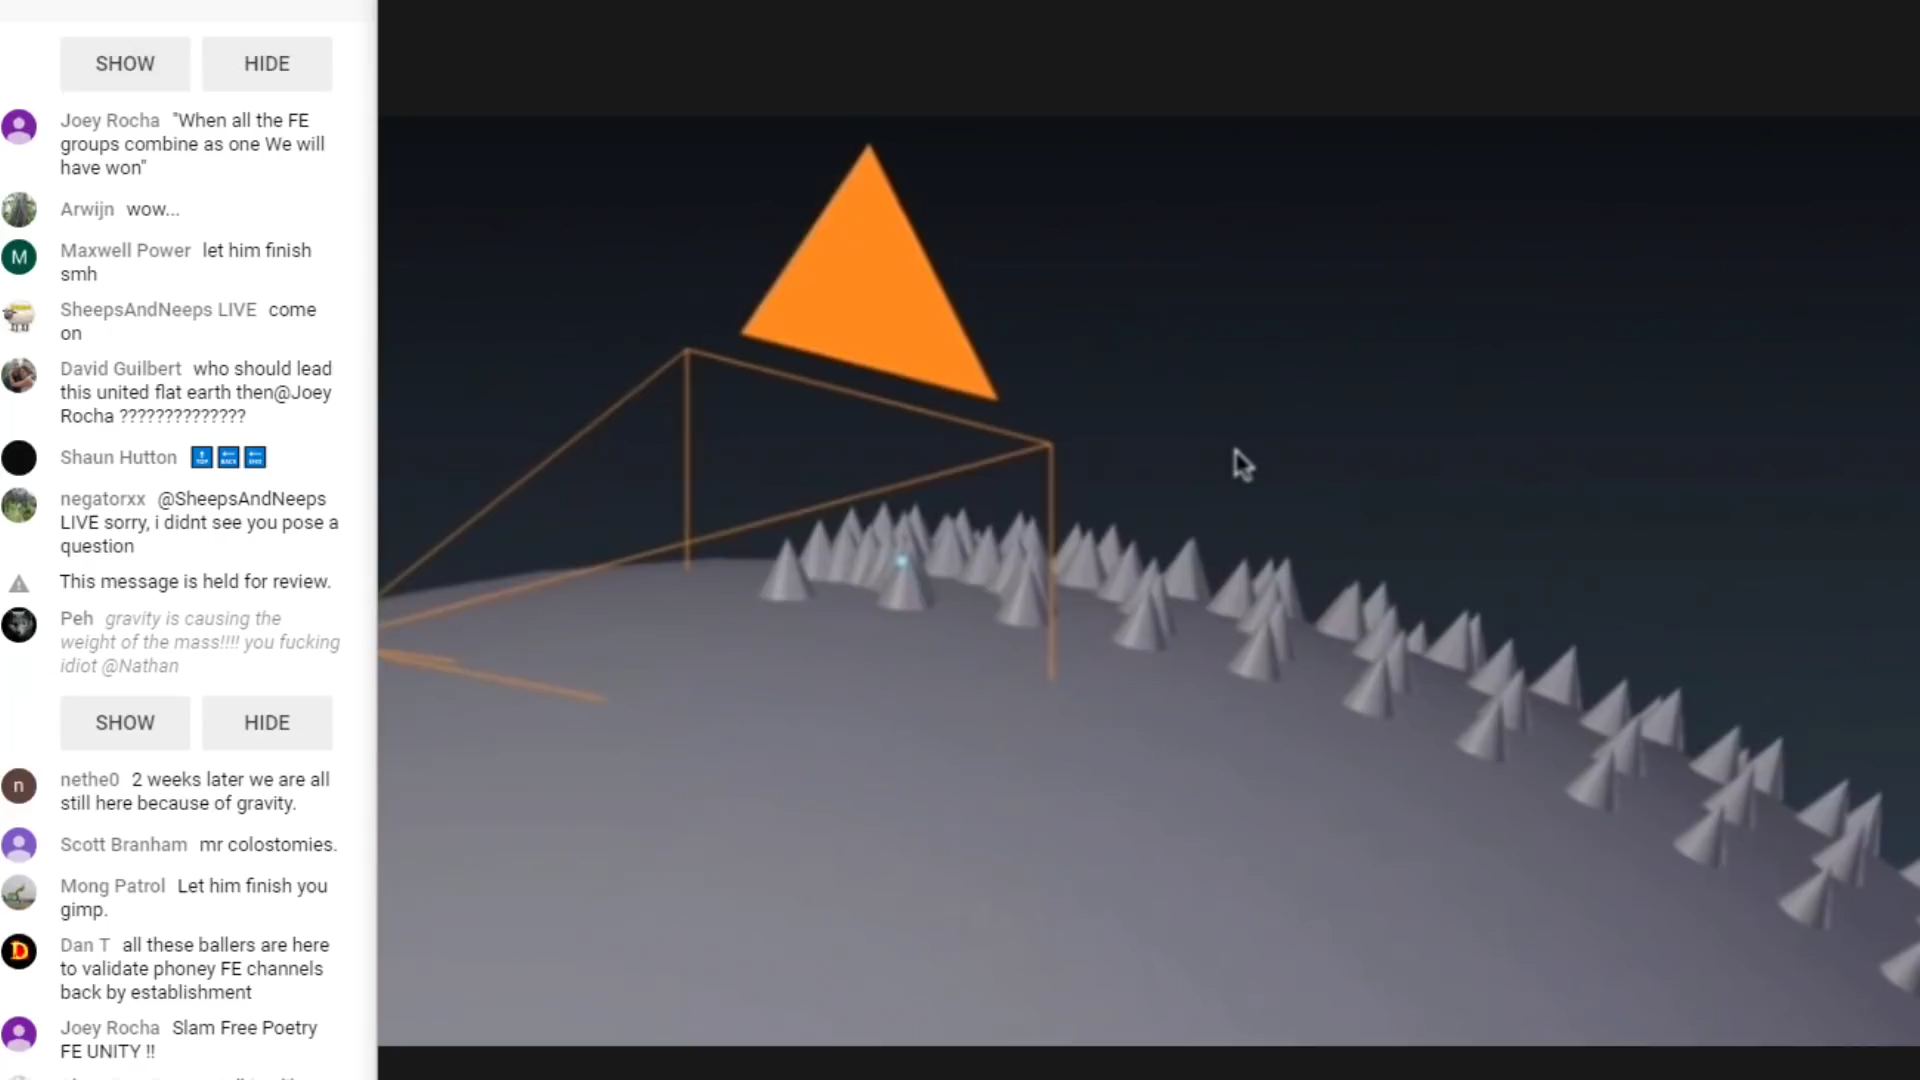 SHOW HIDE
Joey Rocha "When all the FE
groups combine as one We will
have won"
Arwijn wow...
M
Maxwell Power let him finish
smh
SheepsAndNeeps LIVE come
on
David Guilbert who should lead
this united flat earth then@Joey
Rocha ??????????????
Shaun Hutton 🔝🔙🔚
negatorxx @SheepsAndNeeps
LIVE sorry, i didnt see you pose a
question
This message is held for review.
Peh gravity is causing the
weight of the mass!!!! you fucking
idiot @Nathan
SHOW HIDE
n
nethe0 2 weeks later we are all
still here because of gravity.
Scott Branham mr colostomies.
Mong Patrol Let him finish you
gimp.
D
Dan T all these ballers are here
to validate phoney FE channels
back by establishment
Joey Rocha Slam Free Poetry
FE UNITY !!